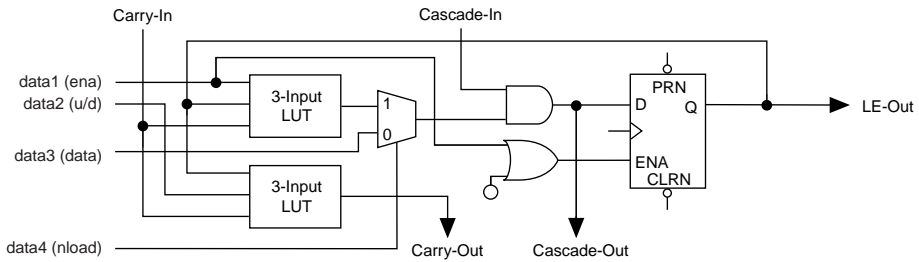 Carry-In
Cascade-In
data1 (ena)
data2 (u/d)
data3 (data)
data4 (nload)
3-Input
LUT
1
0
3-Input
LUT
PRN
D
Q
ENA
CLRN
LE-Out
Carry-Out
Cascade-Out